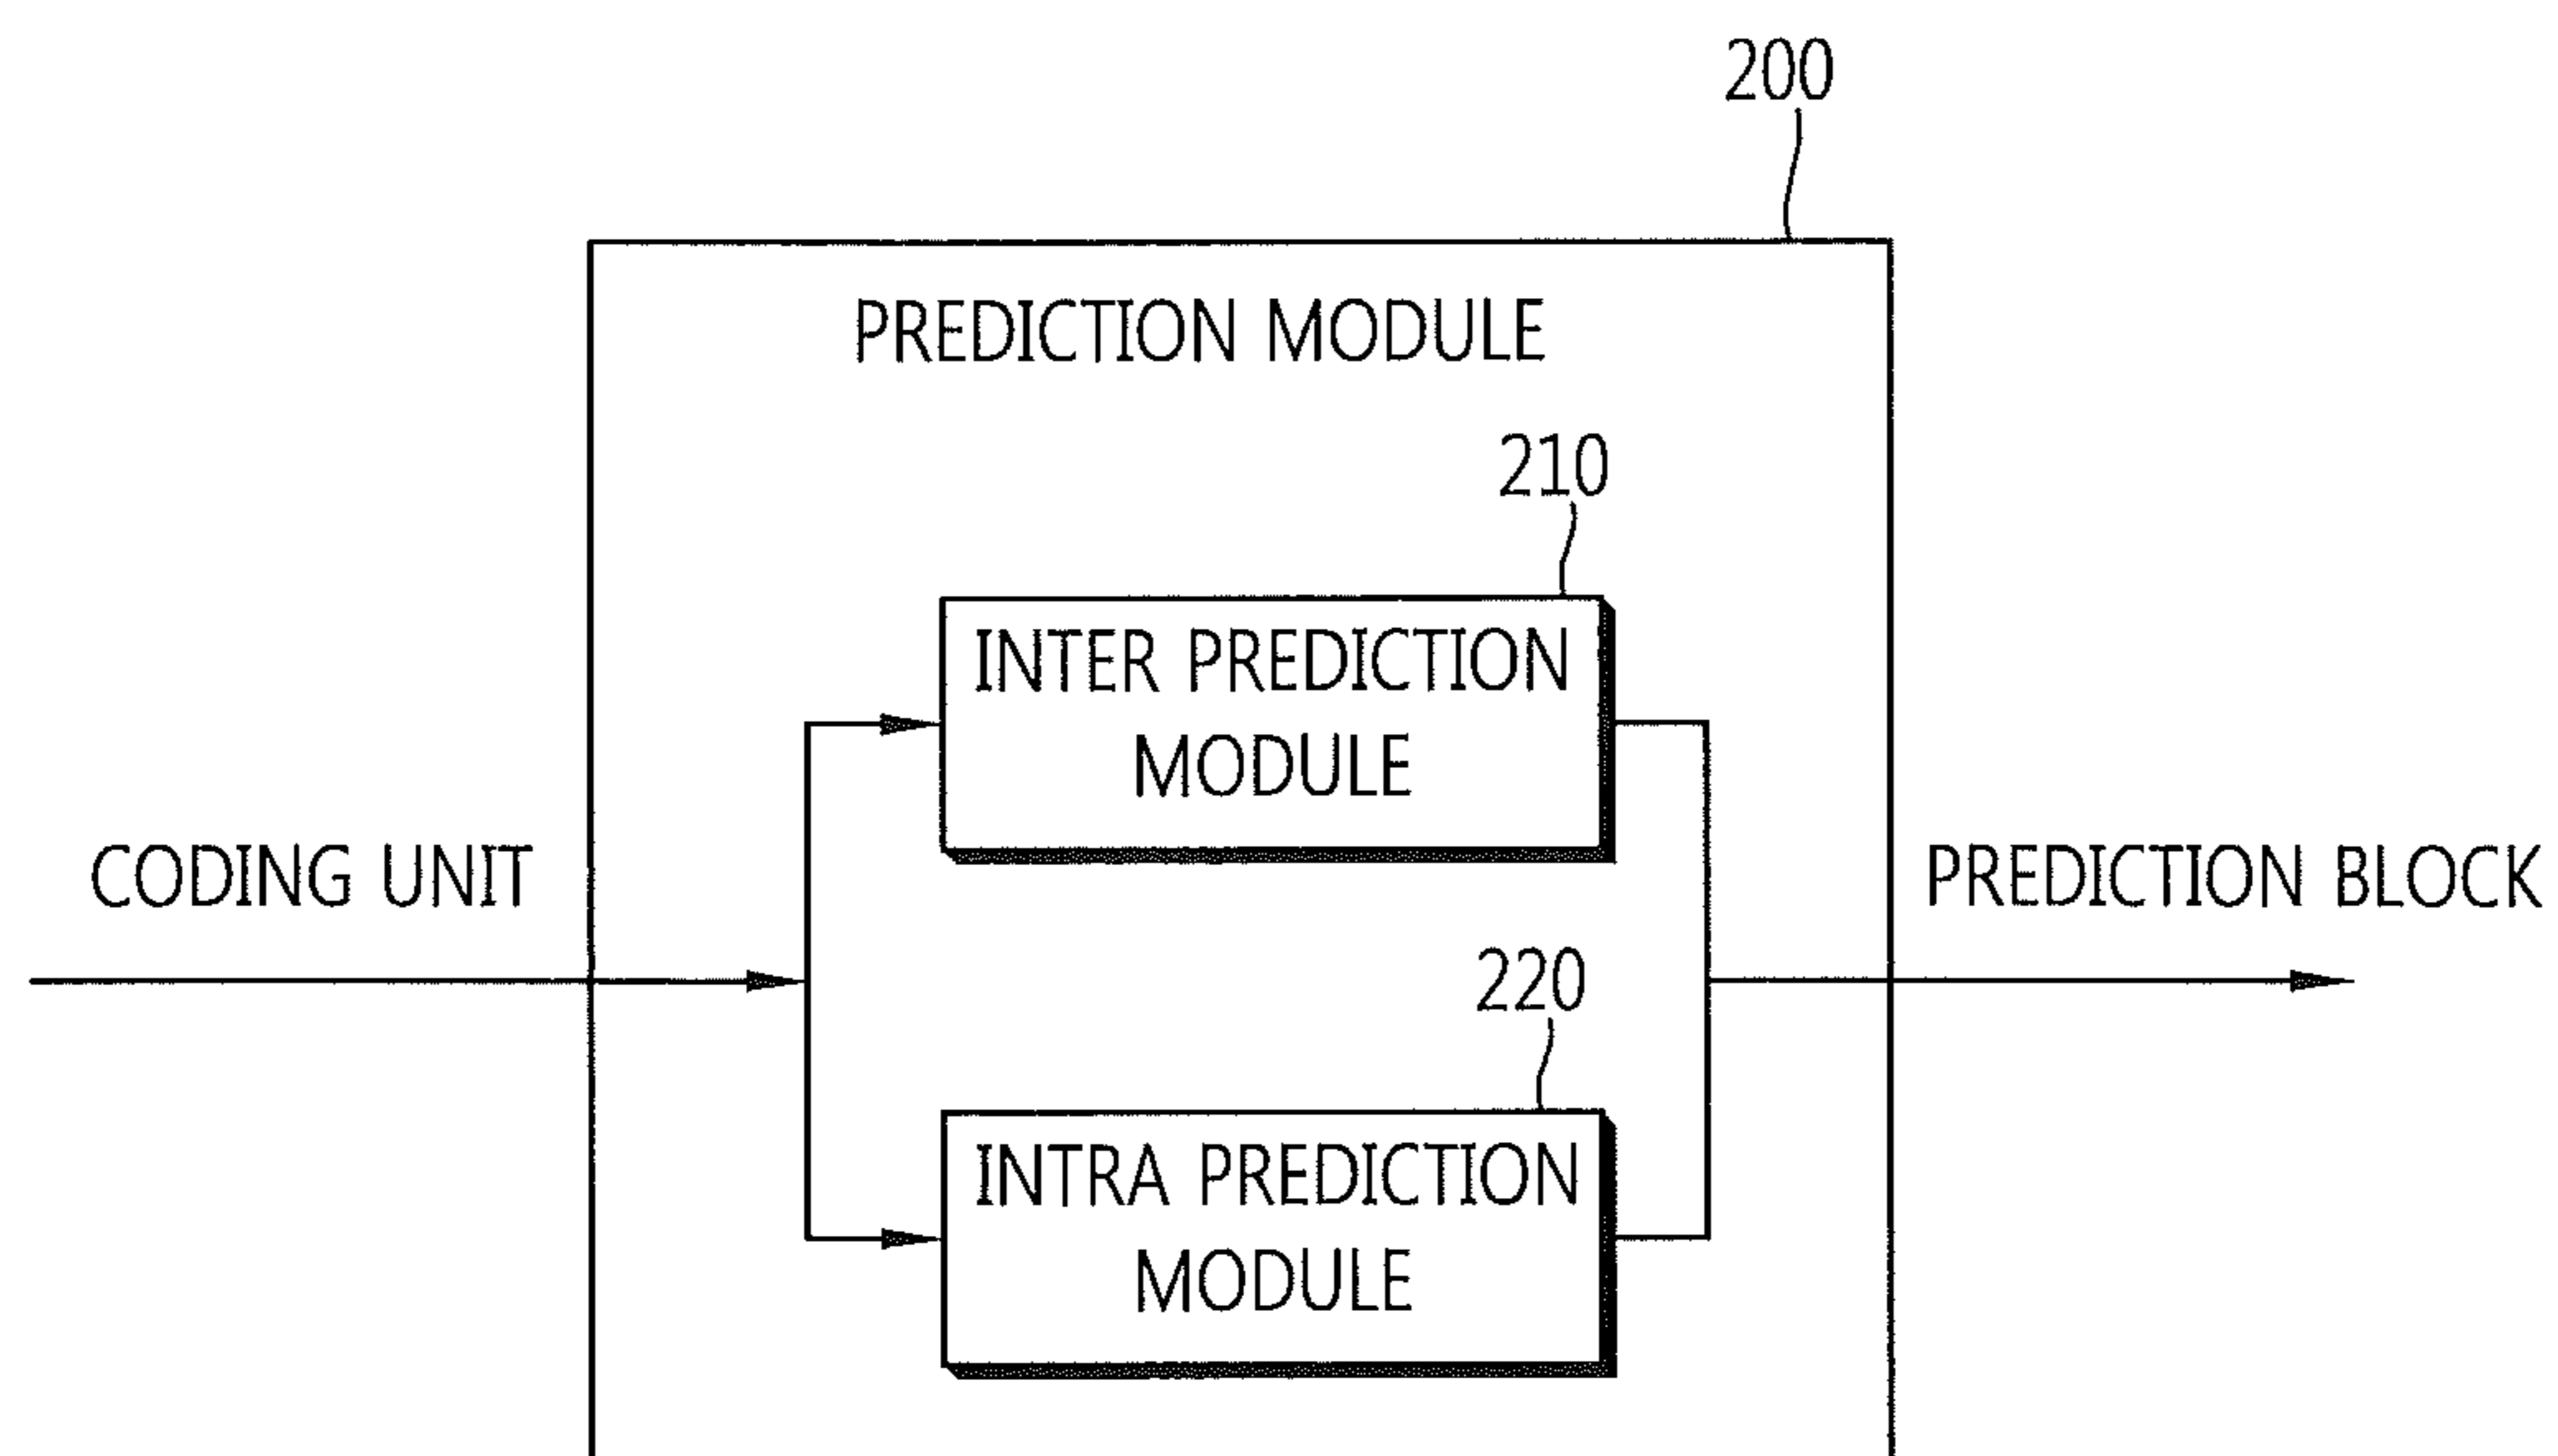 200
PREDICTION MODULE
210
INTER PREDICTION
MODULE
CODING UNIT
PREDICTION BLOCK
220
INTRA PREDICTION
MODULE